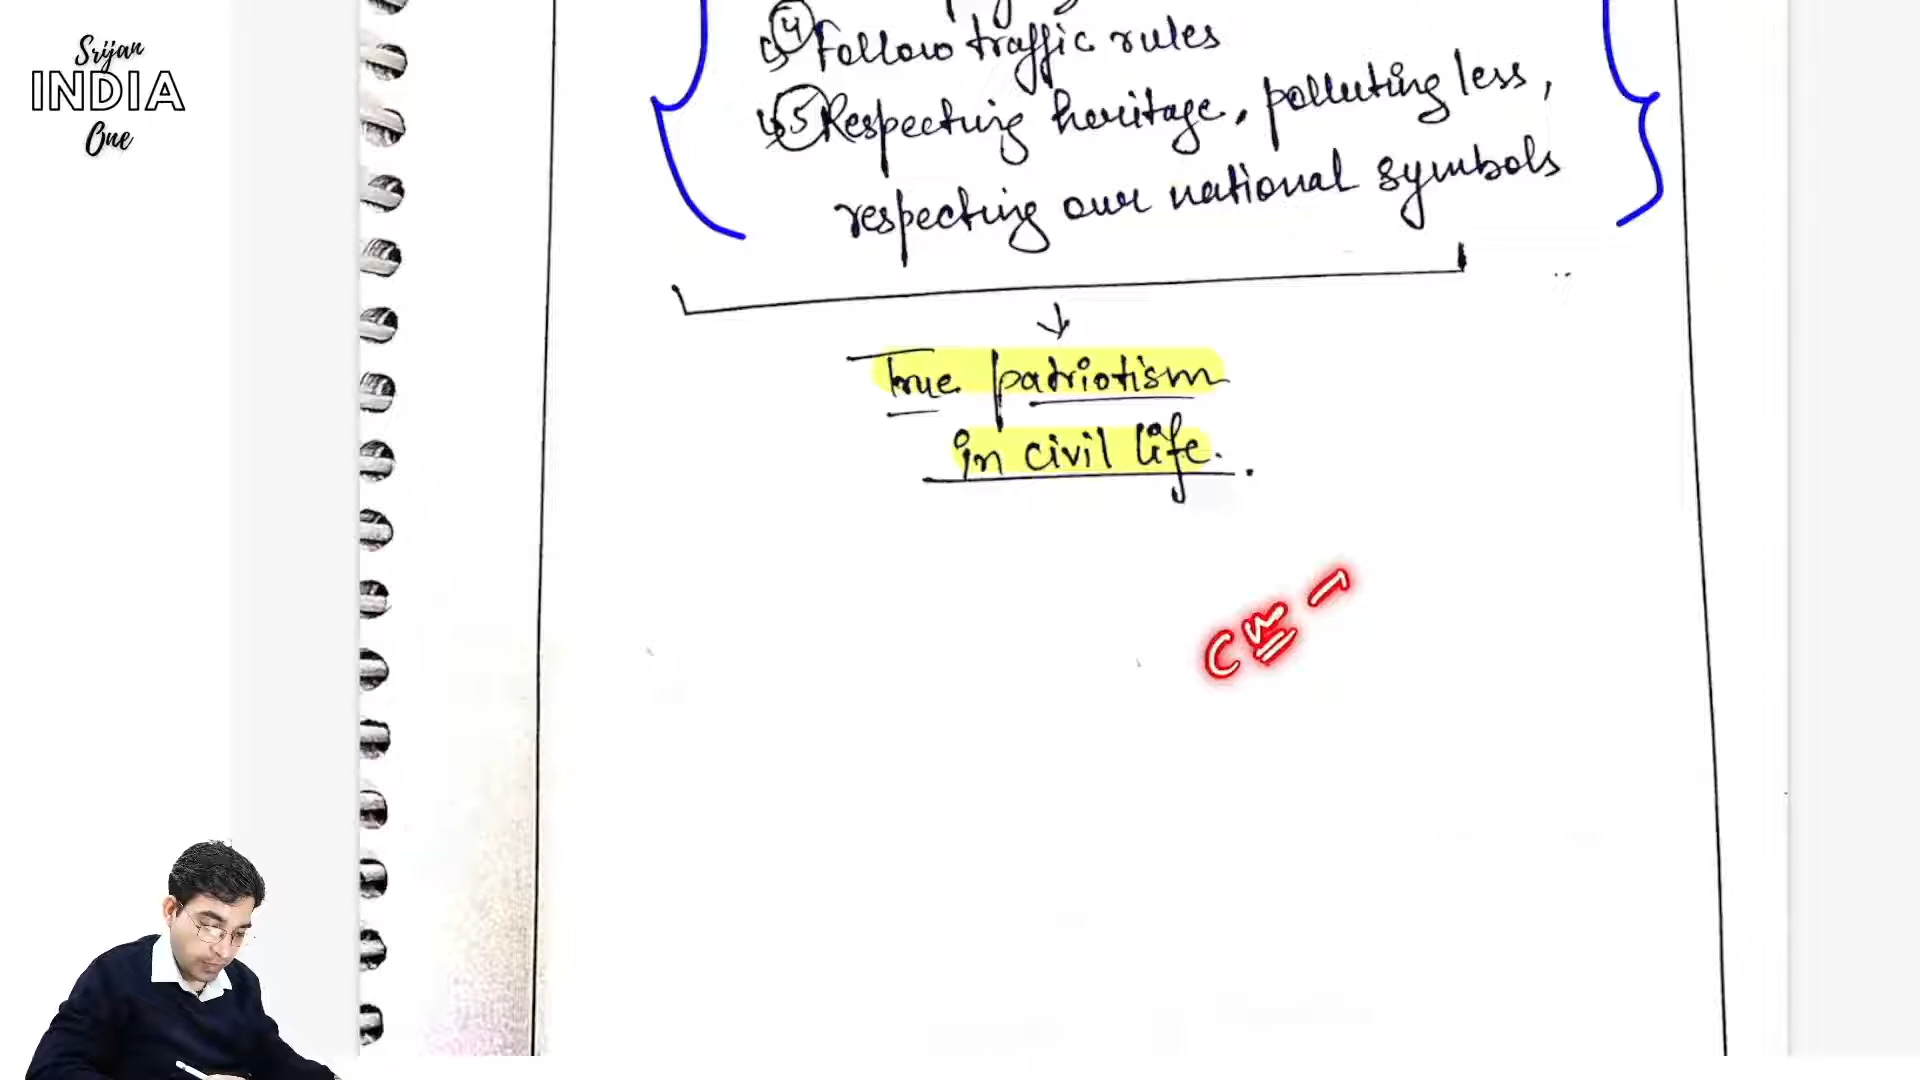 Srijan
INDIA
One
4 Follow traffic rules
5 Respecting heritage, polluting less,
respecting our national symbols
True patriotism
in civil life.